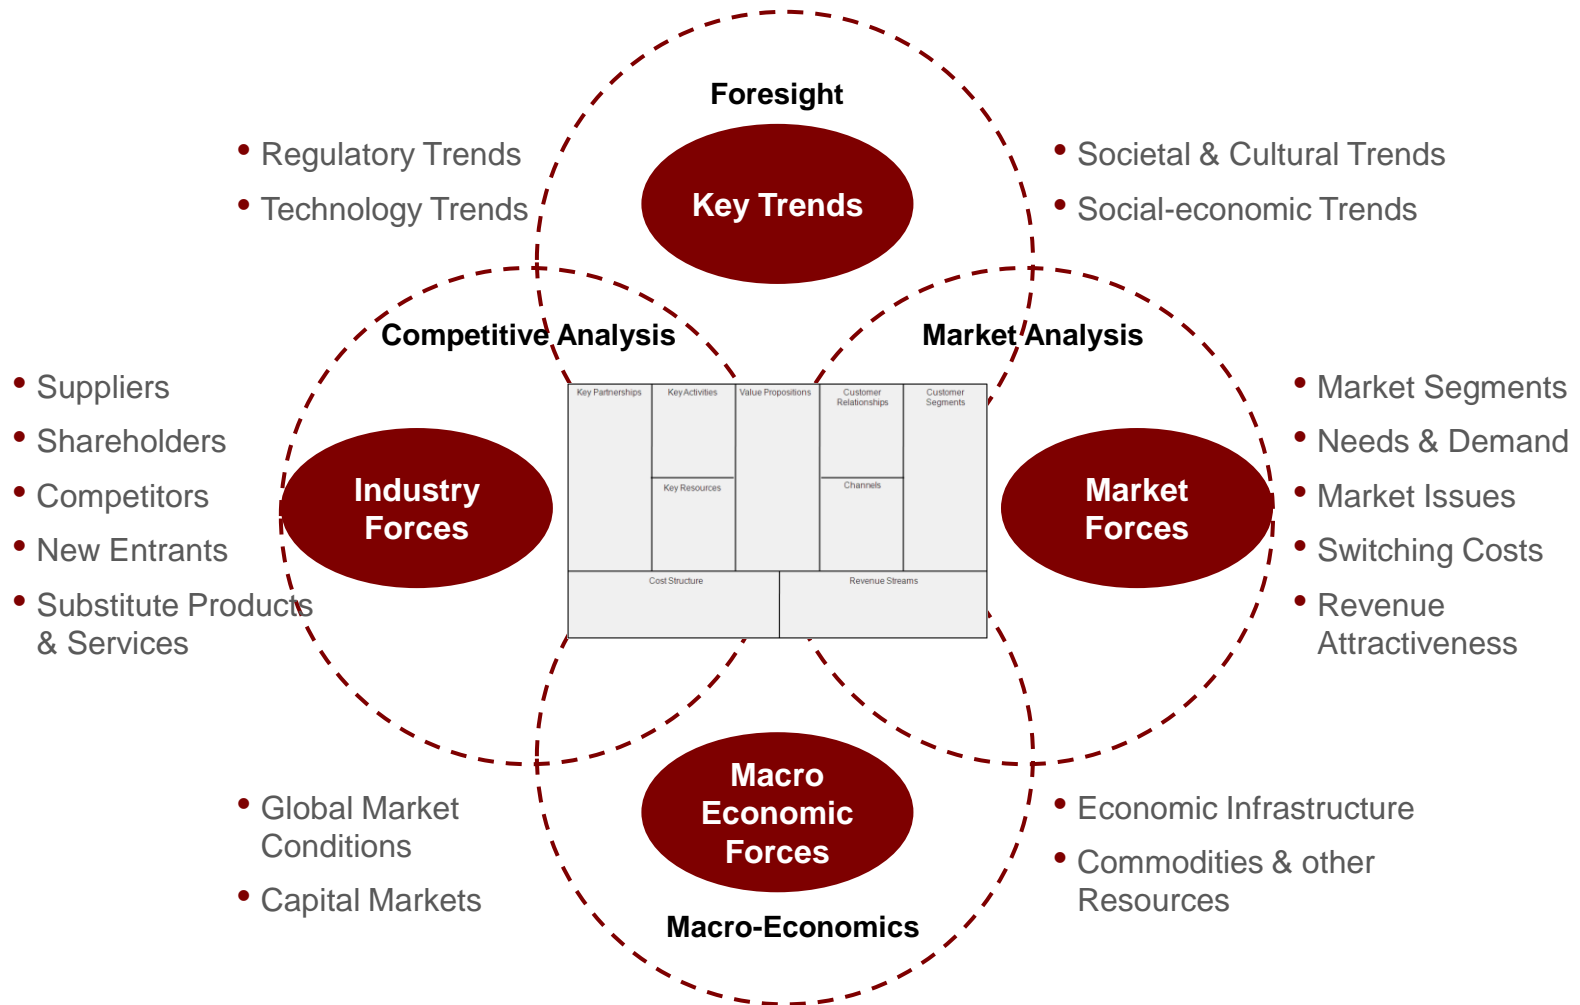 Foresight
Key Trends
• Regulatory Trends
• Technology Trends
• Societal & Cultural Trends
• Social-economic Trends
Competitive Analysis
Market Analysis
• Suppliers
• Shareholders
• Competitors
• New Entrants
• Substitute Products
& Services
Industry
Forces
Key Partnerships
Key Activities
Value Propositions
Customer
Relationships
Customer
Segments
Key Resources
Channels
Cost Structure
Revenue Streams
Market
Forces
• Market Segments
• Needs & Demand
• Market Issues
• Switching Costs
• Revenue
Attractiveness
• Global Market
Conditions
• Capital Markets
Macro
Economic
Forces
Macro-Economics
• Economic Infrastructure
• Commodities & other
Resources